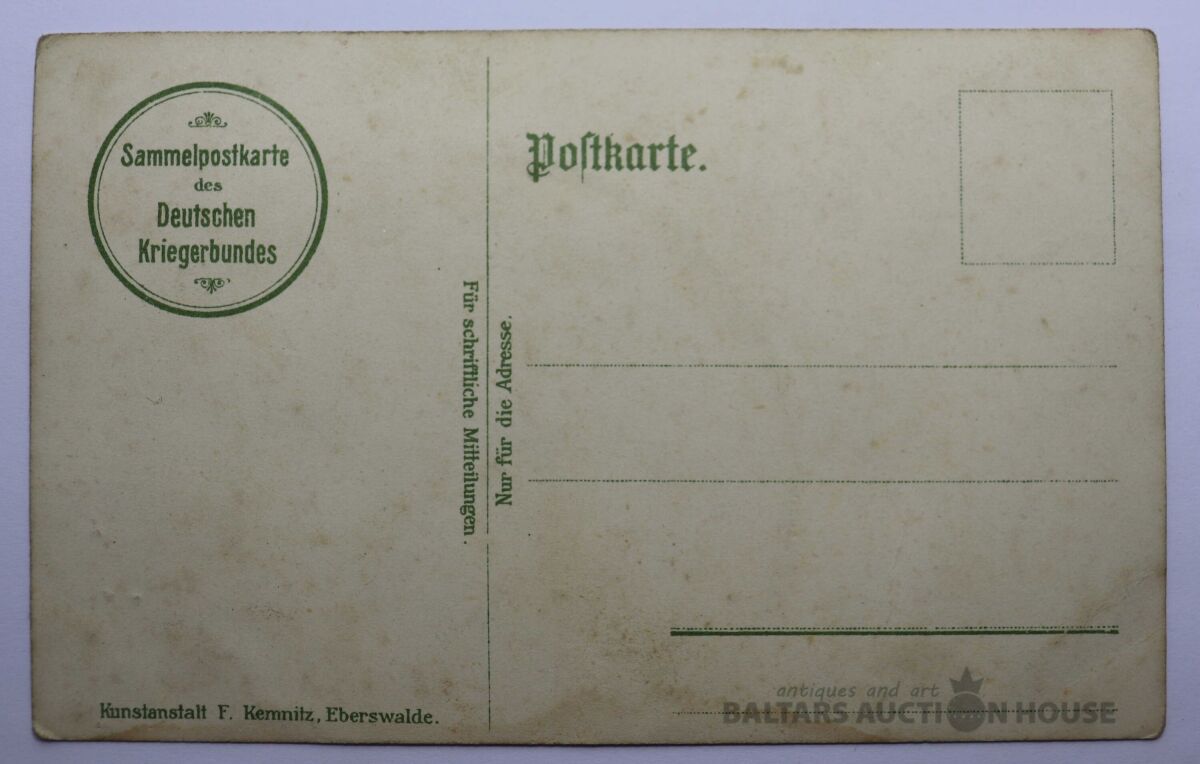 Sammelpostkarte
des
Deutschen
Kriegerbundes
Für schriftliche Mitteilungen.
Nur für die Adresse.
Poſtkarte.
Kunstanstalt F. Kemnitz, Eberswalde.
antiques and art
BALTARS AUCTION HOUSE